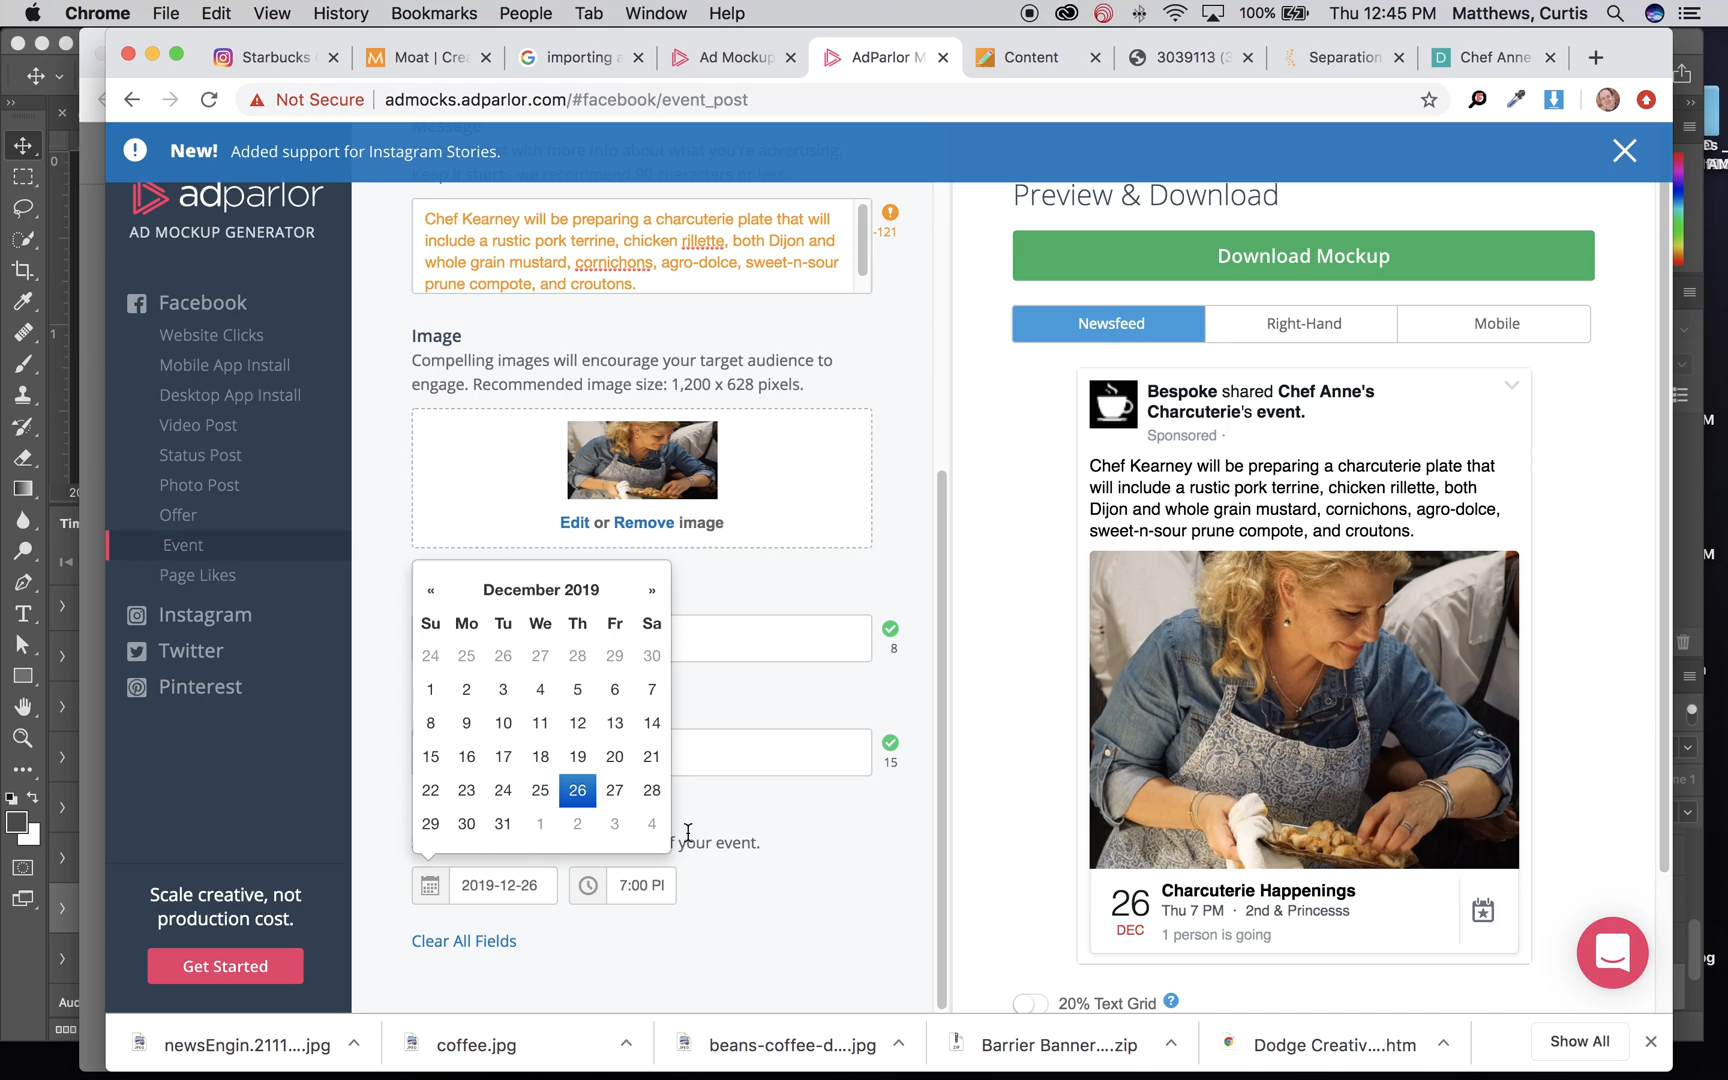 Chrome File Edit View History Bookmarks People Tab Window Help 100% Thu 12:45 PM Matthews, Curtis
Starbucks Moat | Crea importing a Ad Mockup AdParlor M Content 3039113 (3 Separation Chef Anne
Not Secure admocks.adparlor.com/#facebook/event_post
New! Added support for Instagram Stories.
adparlor
AD MOCKUP GENERATOR
Facebook
Website Clicks
Mobile App Install
Desktop App Install
Video Post
Status Post
Photo Post
Offer
Event
Page Likes
Instagram
Twitter
Pinterest
Scale creative, not
production cost.
Get Started
Message
Chef Kearney will be preparing a charcuterie plate that will
include a rustic pork terrine, chicken rillette, both Dijon and
whole grain mustard, cornichons, agro-dolce, sweet-n-sour
prune compote, and croutons.
-121
Image
Compelling images will encourage your target audience to
engage. Recommended image size: 1,200 x 628 pixels.
Edit or Remove image
« December 2019 »
Su Mo Tu We Th Fr Sa
24 25 26 27 28 29 30
1 2 3 4 5 6 7
8 9 10 11 12 13 14
15 16 17 18 19 20 21
22 23 24 25 26 27 28
29 30 31 1 2 3 4
8
15
your event.
2019-12-26 7:00 PI
Clear All Fields
Preview & Download
Download Mockup
Newsfeed Right-Hand Mobile
Bespoke shared Chef Anne's
Charcuterie's event.
Sponsored ·
Chef Kearney will be preparing a charcuterie plate that
will include a rustic pork terrine, chicken rillette, both
Dijon and whole grain mustard, cornichons, agro-dolce,
sweet-n-sour prune compote, and croutons.
26
DEC
Charcuterie Happenings
Thu 7 PM · 2nd & Princesss
1 person is going
20% Text Grid
newsEngin.2111....jpg coffee.jpg beans-coffee-d....jpg Barrier Banner....zip Dodge Creativ....htm Show All